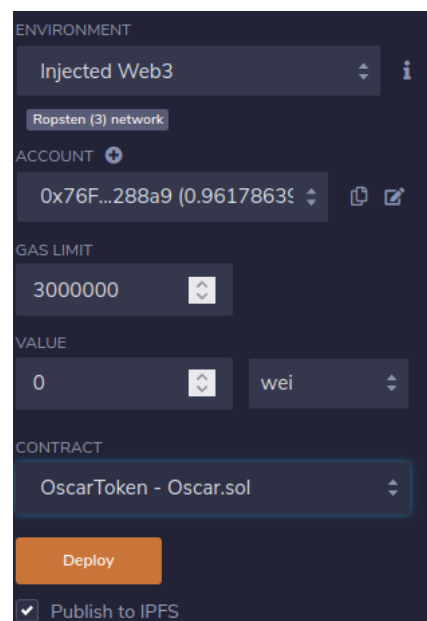 ENVIRONMENT
Injected Web3
Ropsten (3) network
ACCOUNT
0x76F...288a9 (0.96178639
GAS LIMIT
3000000
VALUE
0 wei
CONTRACT
OscarToken - Oscar.sol
Deploy
Publish to IPFS